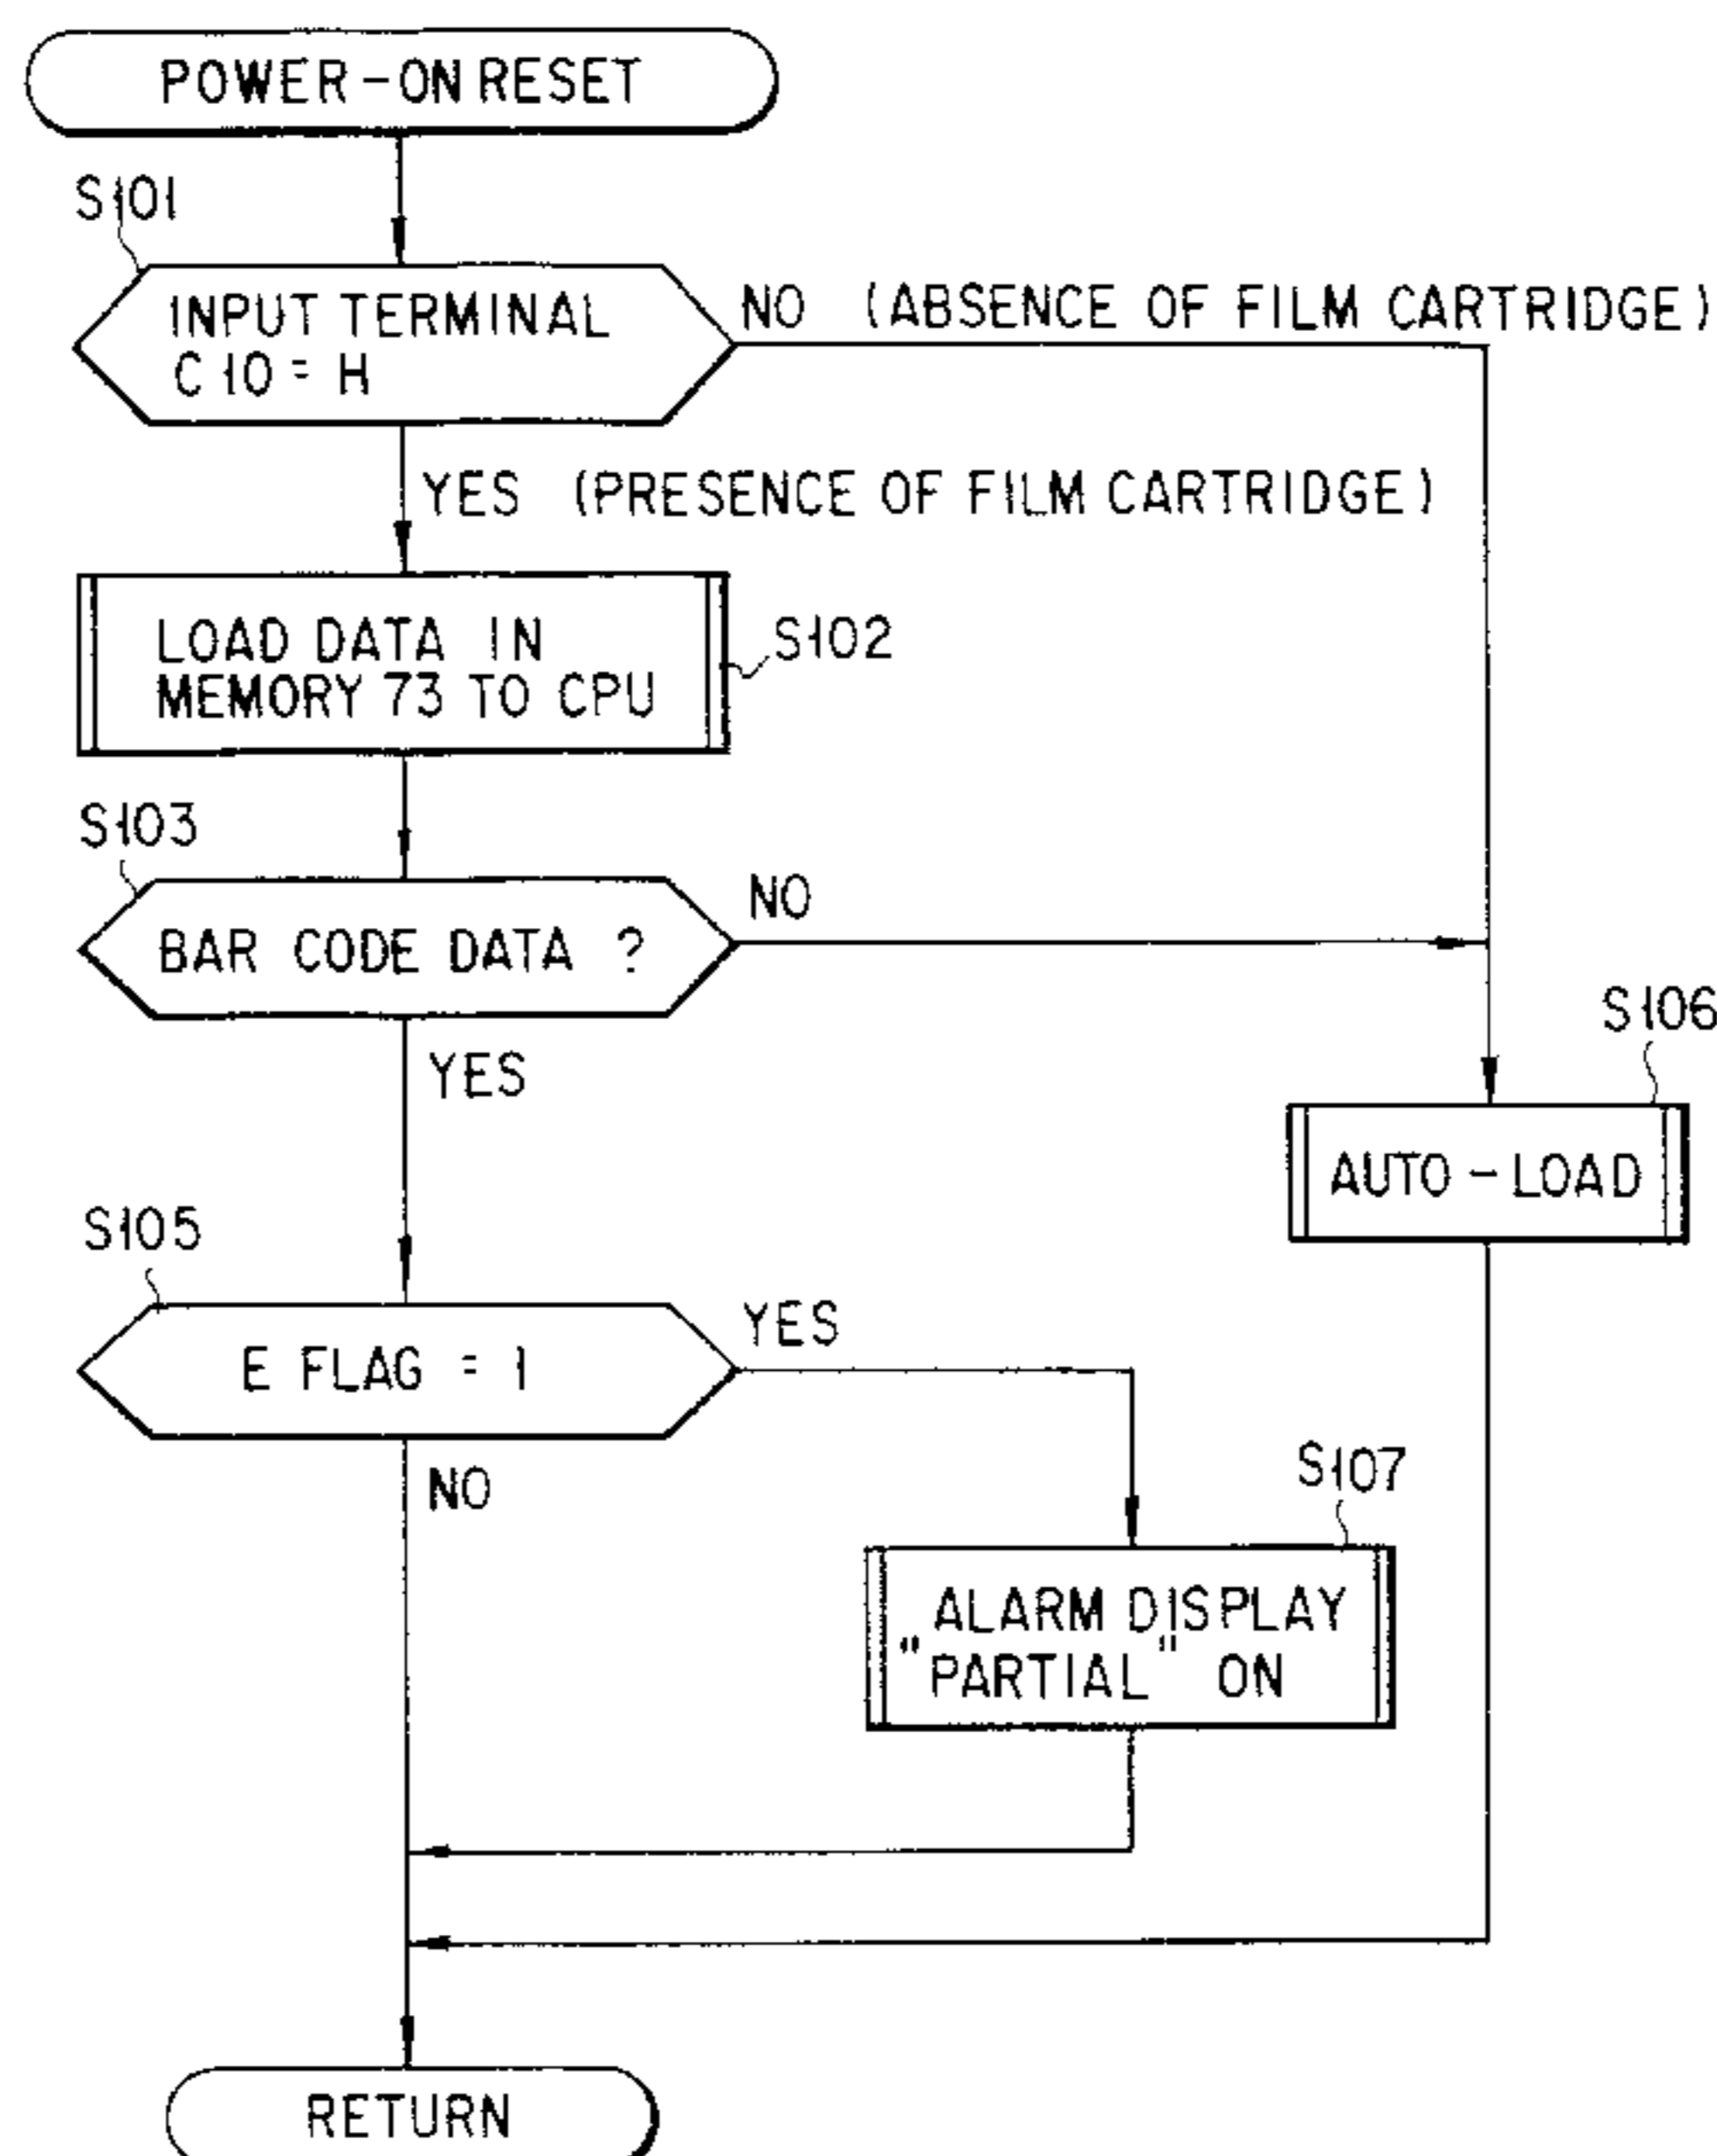 POWER-ON RESET
S101
INPUT TERMINAL
C10 = H
NO (ABSENCE OF FILM CARTRIDGE)
YES (PRESENCE OF FILM CARTRIDGE)
LOAD DATA IN
MEMORY 73 TO CPU
S102
S103
BAR CODE DATA ?
NO
YES
S106
AUTO-LOAD
S105
E FLAG = 1
YES
NO
S107
ALARM DISPLAY
"PARTIAL" ON
RETURN